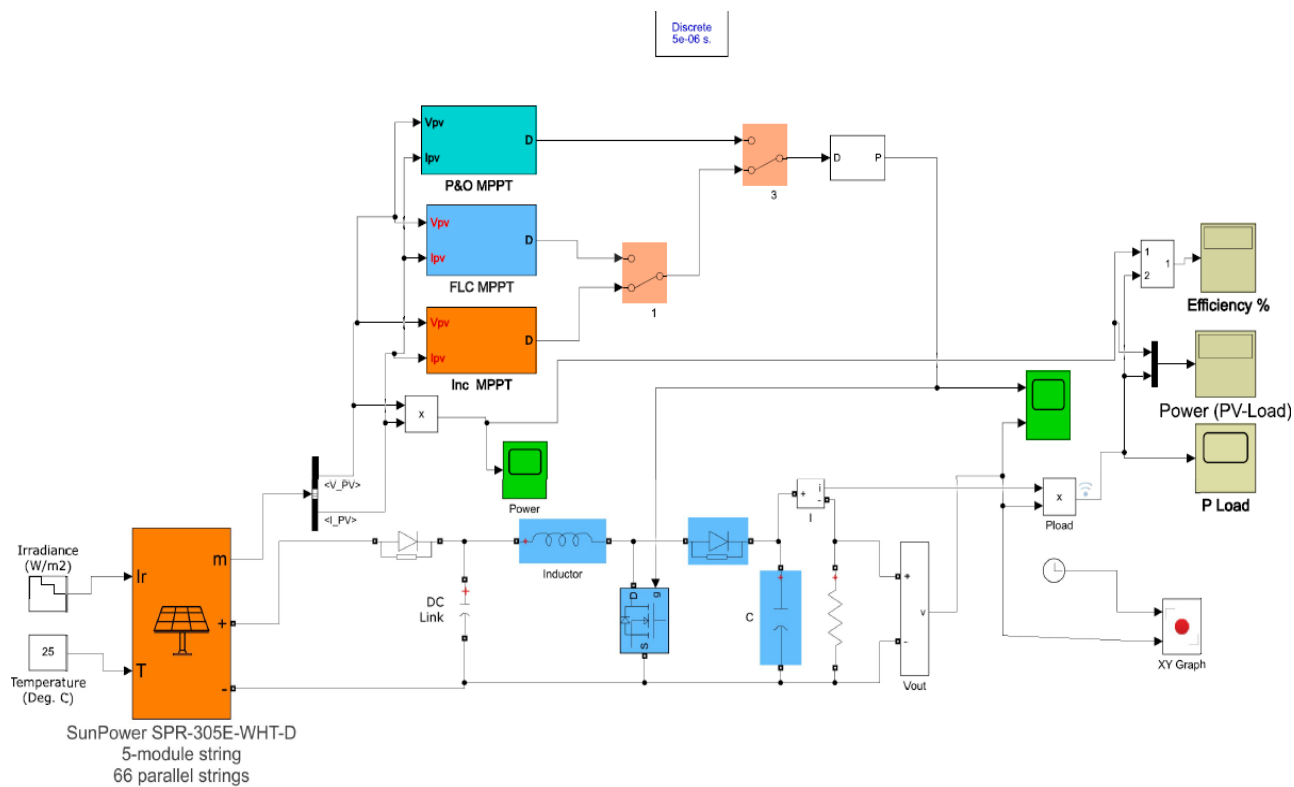 Discrete
5e-06 s.
Vpv
D
Ipv
P&O MPPT
Vpv
D
Ipv
FLC MPPT
Vpv
D
Ipv
Inc MPPT
3
1
D
P
1
2
1
Efficiency %
Power (PV-Load)
P Load
x
<V_PV>
<I_PV>
Power
Irradiance
(W/m2)
Ir
m
+
25
T
-
Temperature
(Deg. C)
SunPower SPR-305E-WHT-D
5-module string
66 parallel strings
+
DC
Link
+
Inductor
D
g
S
+
C
+
i
-
I
+
+
v
-
Vout
x
Pload
XY Graph